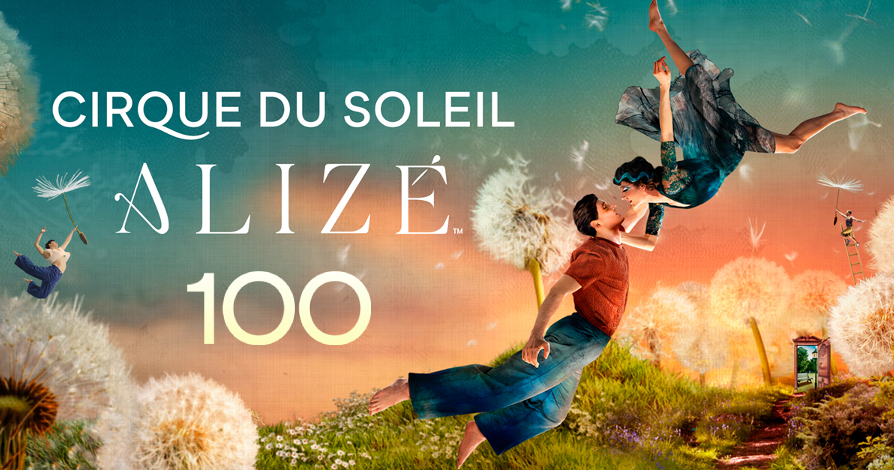 CIRQUE DU SOLEIL
ALIZÉ™
100